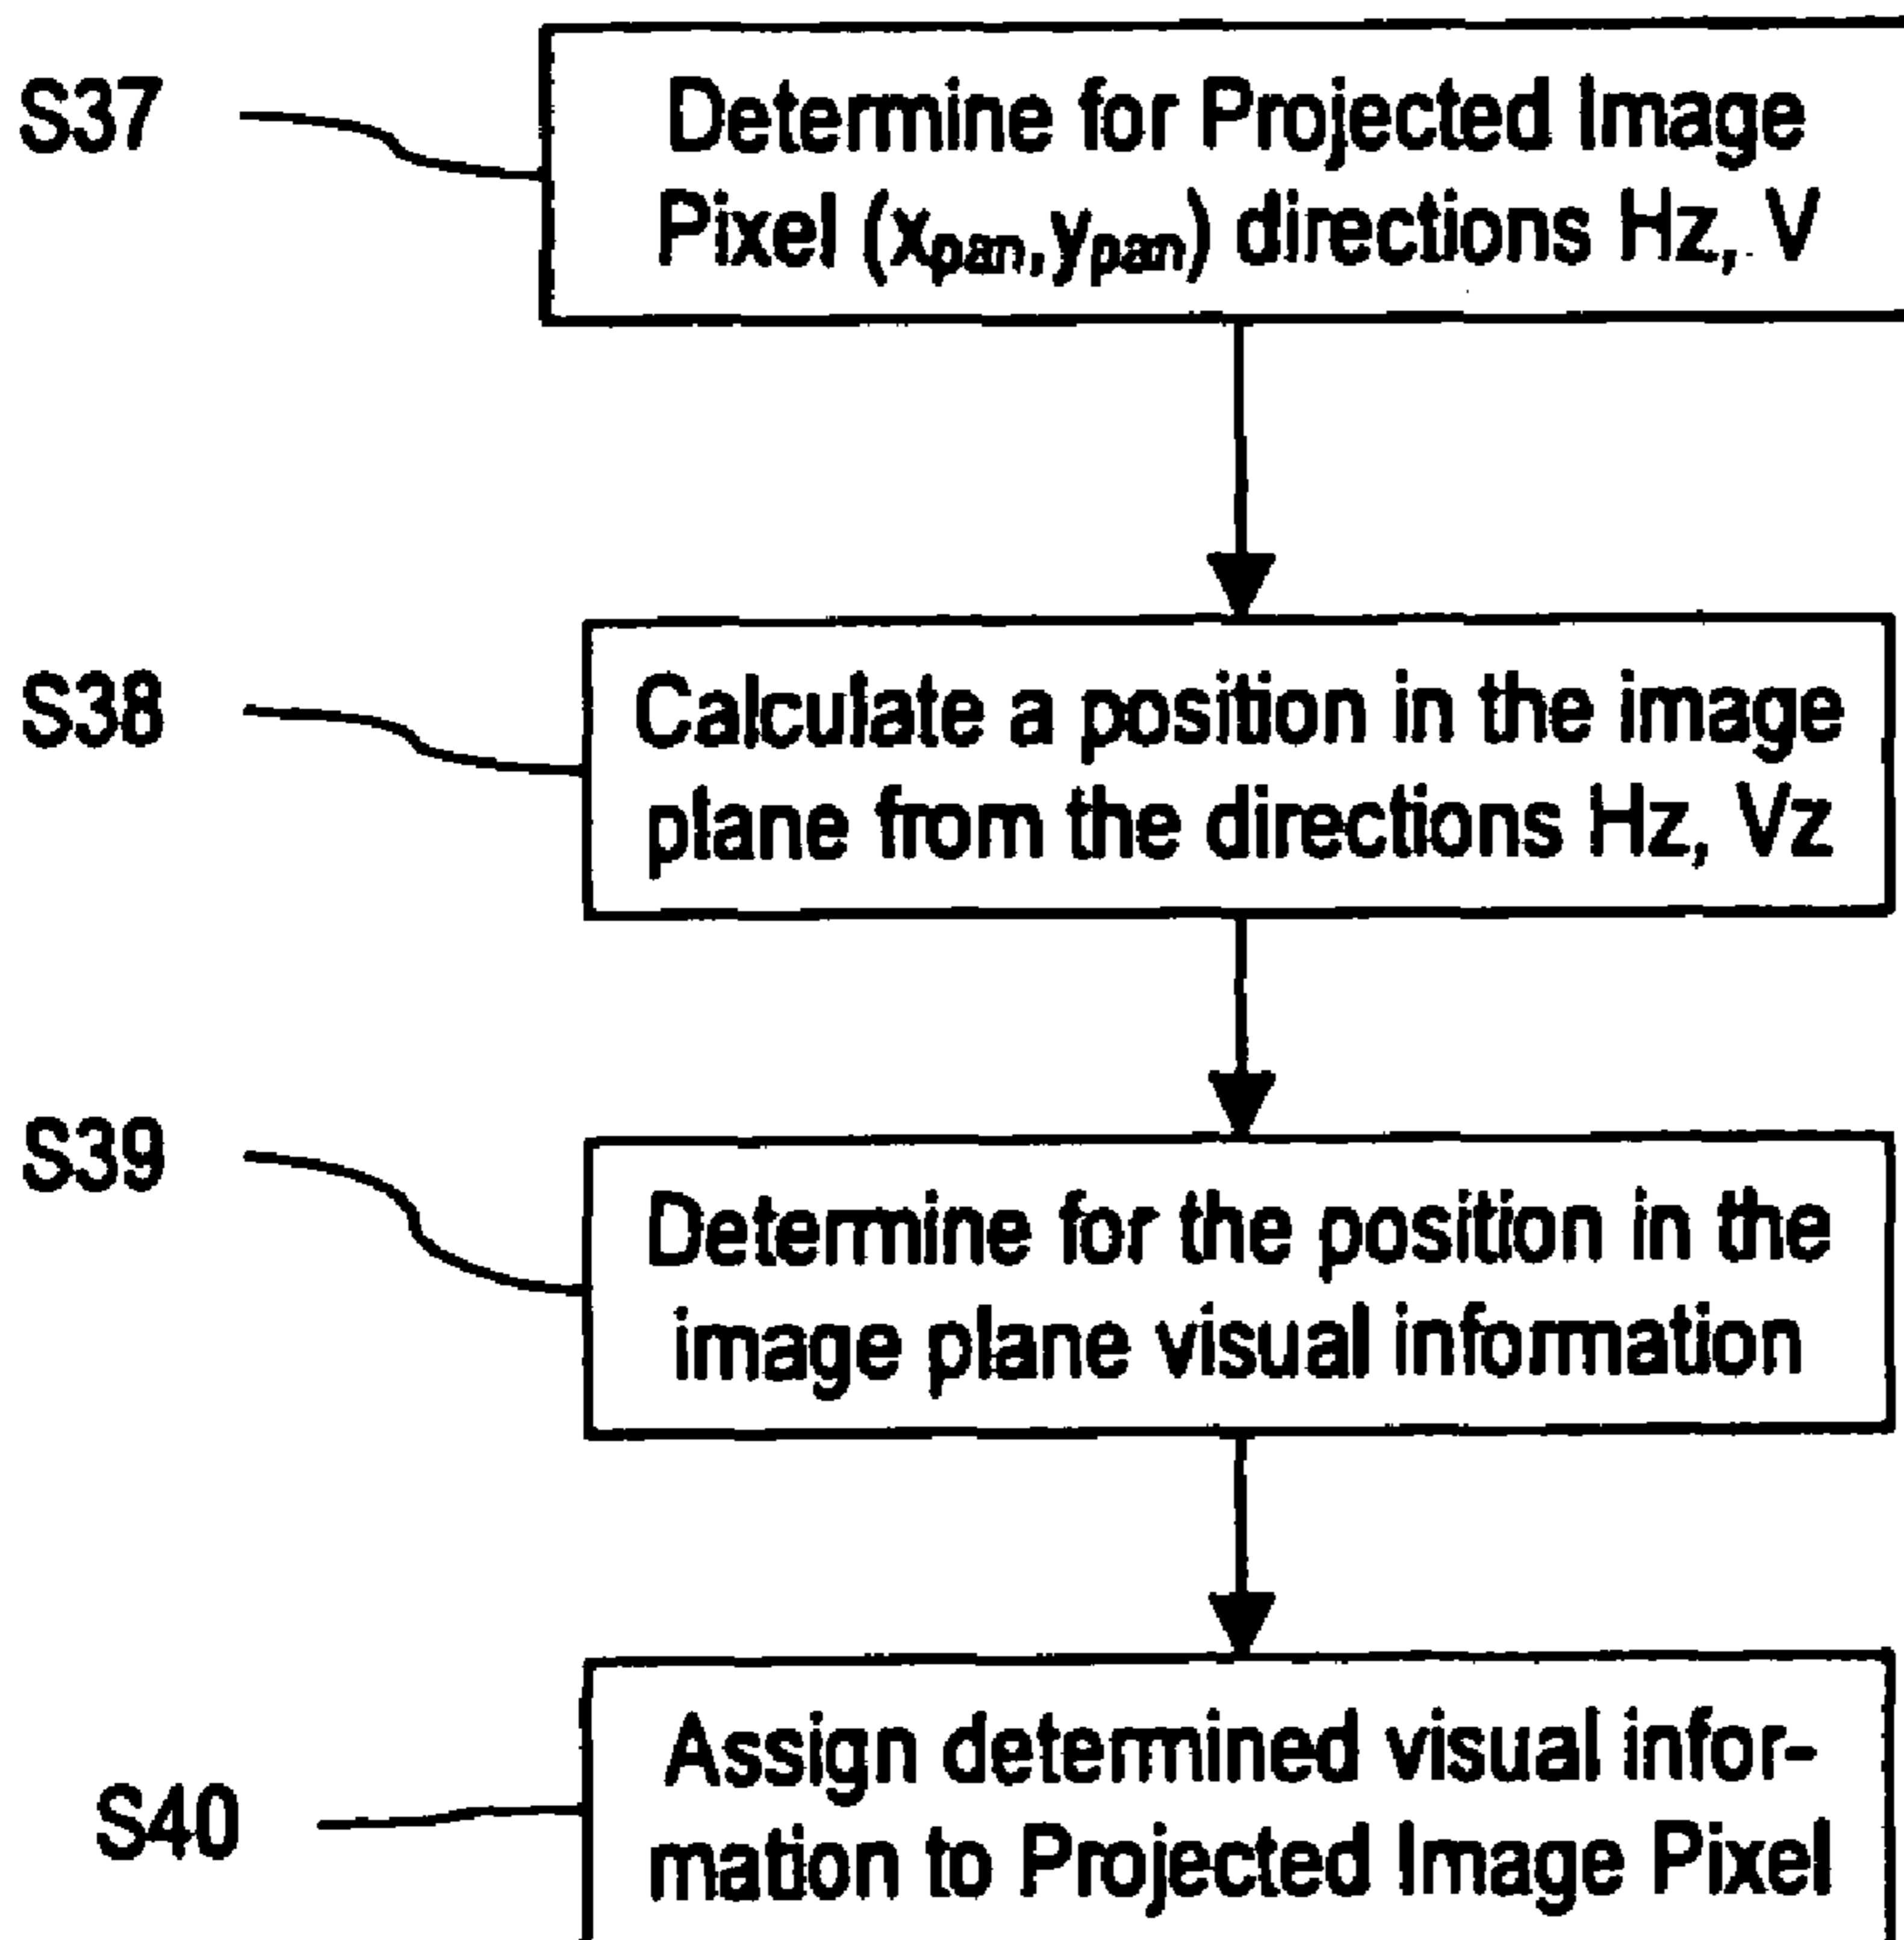 S37
Determine for Projected Image
Pixel (xpan,ypan) directions Hz, V
S38
Calculate a position in the image
plane from the directions Hz, Vz
S39
Determine for the position in the
image plane visual information
S40
Assign determined visual infor-
mation to Projected Image Pixel